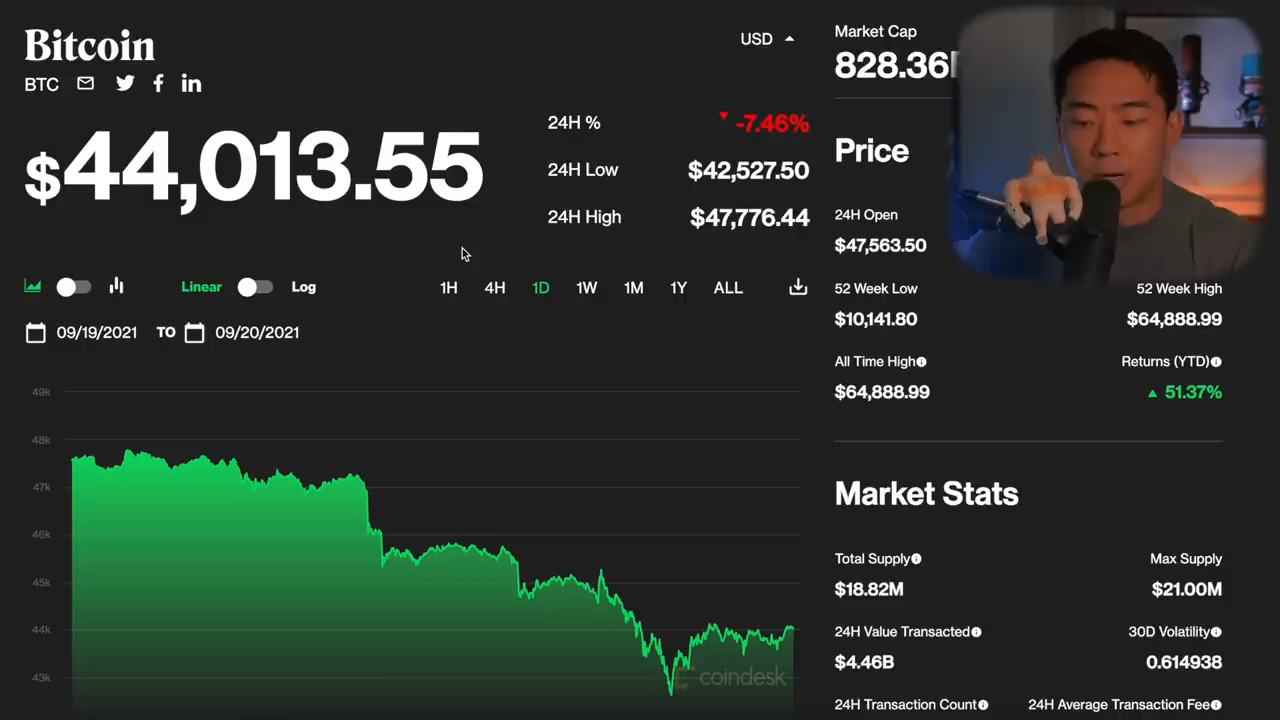 Bitcoin
USD
BTC
$44,013.55
24H %
-7.46%
24H Low
$42,527.50
24H High
$47,776.44
Linear
Log
1H
4H
1D
1W
1M
1Y
ALL
09/19/2021
TO
09/20/2021
49k
48k
47k
46k
45k
44k
43k
coindesk
Market Cap
828.36
Price
24H Open
$47,563.50
52 Week Low
52 Week High
$10,141.80
$64,888.99
All Time High
Returns (YTD)
$64,888.99
51.37%
Market Stats
Total Supply
Max Supply
$18.82M
$21.00M
24H Value Transacted
30D Volatility
$4.46B
0.614938
24H Transaction Count
24H Average Transaction Fee